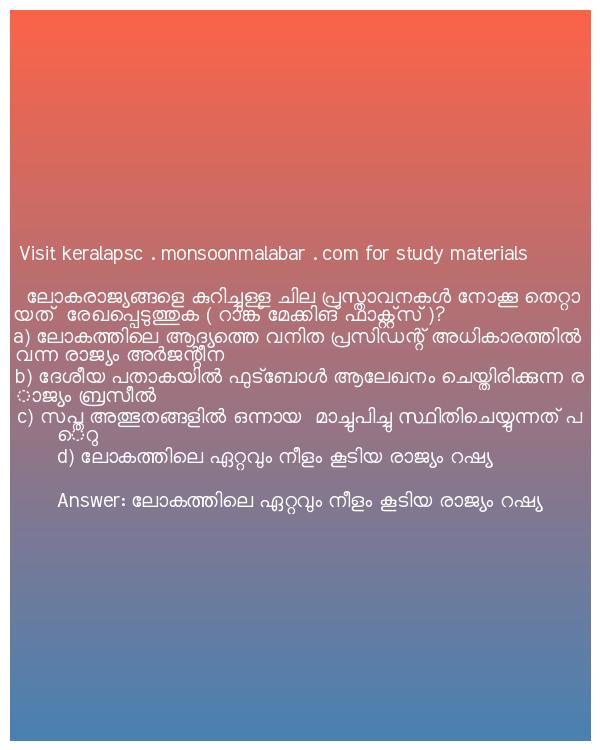 Visit keralapsc . monsoonmalabar . com for study materials
ലോകരാജ്യങ്ങളെ കുറിച്ചുള്ള ചില പ്രസ്താവനകൾ നോക്കൂ തെറ്റാ
യത് രേഖപ്പെടുത്തുക ( റാങ്ക് മേക്കിങ് ഫാക്റ്റ്സ് )?
a) ലോകത്തിലെ ആദ്യത്തെ വനിത പ്രസിഡന്റ് അധികാരത്തിൽ
വന്ന രാജ്യം അർജന്റീന
b) ദേശീയ പതാകയിൽ ഫുട്ബോൾ ആലേഖനം ചെയ്തിരിക്കുന്ന ര
ാജ്യം ബ്രസീൽ
c) സപ്ത അത്ഭുതങ്ങളിൽ ഒന്നായ മാച്ചുപിച്ചു സ്ഥിതിചെയ്യുന്നത് പ
െറു
d) ലോകത്തിലെ ഏറ്റവും നീളം കൂടിയ രാജ്യം റഷ്യ
Answer: ലോകത്തിലെ ഏറ്റവും നീളം കൂടിയ രാജ്യം റഷ്യ